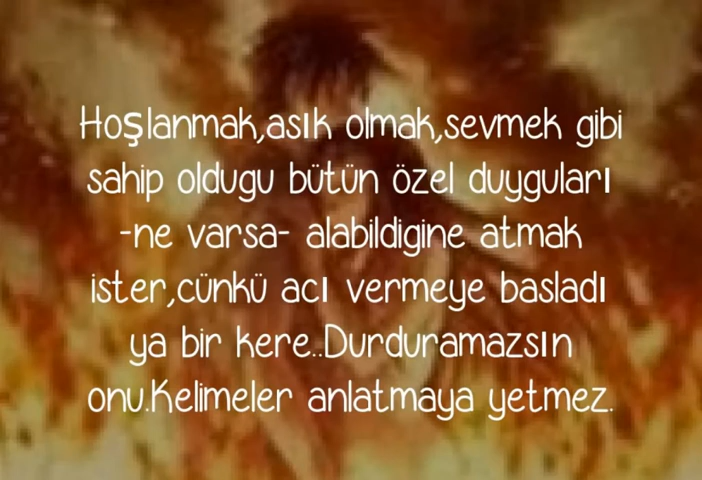 Hoşlanmak,asık olmak,sevmek gibi
sahip oldugu bütün özel duyguları
-ne varsa- alabildigine atmak
ister,cünkü acı vermeye basladı
ya bir kere..Durduramazsın
onu.Kelimeler anlatmaya yetmez.